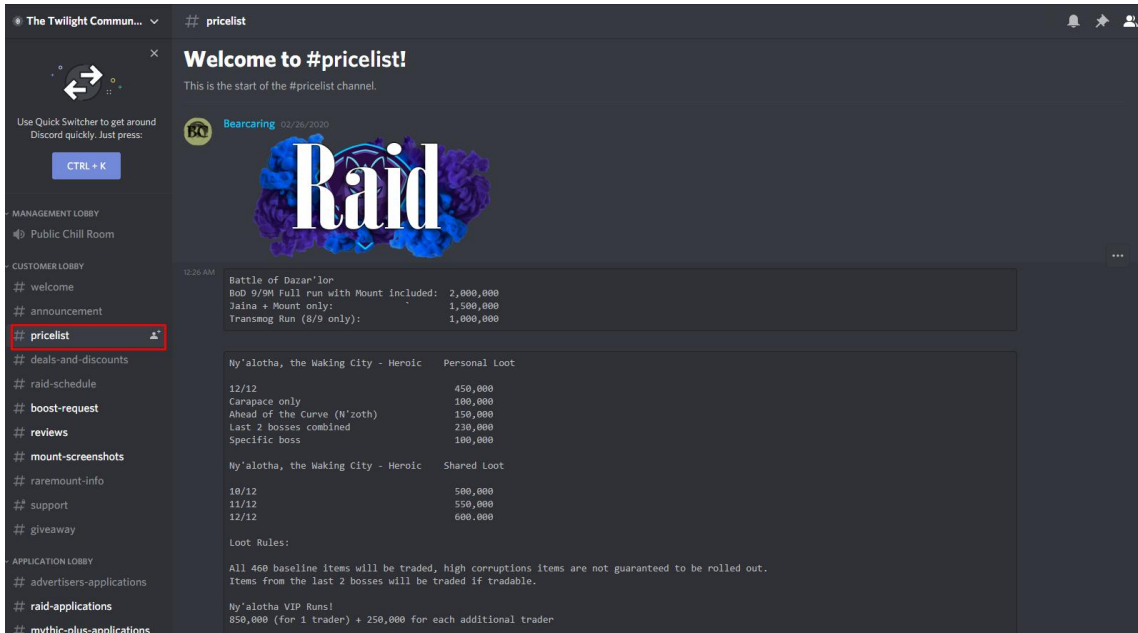 The Twilight Commun...
Use Quick Switcher to get around
Discord quickly. Just press:
CTRL + K
MANAGEMENT LOBBY
Public Chill Room
CUSTOMER LOBBY
# welcome
# announcement
# pricelist
# deals-and-discounts
# raid-schedule
# boost-request
# reviews
# mount-screenshots
# raremount-info
# support
# giveaway
APPLICATION LOBBY
# advertisers-applications
# raid-applications
# mythic-plus-applications
# pricelist
Welcome to #pricelist!
This is the start of the #pricelist channel.
BC
Bearcaring 02/26/2020
Raid
12:26 AM
Battle of Dazar'lor
BoD 9/9M Full run with Mount included: 2,000,000
Jaina + Mount only: 1,500,000
Transmog Run (8/9 only): 1,000,000
Ny'alotha, the Waking City - Heroic Personal Loot
12/12 450,000
Carapace only 100,000
Ahead of the Curve (N'zoth) 150,000
Last 2 bosses combined 230,000
Specific boss 100,000
Ny'alotha, the Waking City - Heroic Shared Loot
10/12 500,000
11/12 550,000
12/12 600.000
Loot Rules:
All 460 baseline items will be traded, high corruptions items are not guaranteed to be rolled out.
Items from the last 2 bosses will be traded if tradable.
Ny'alotha VIP Runs!
850,000 (for 1 trader) + 250,000 for each additional trader